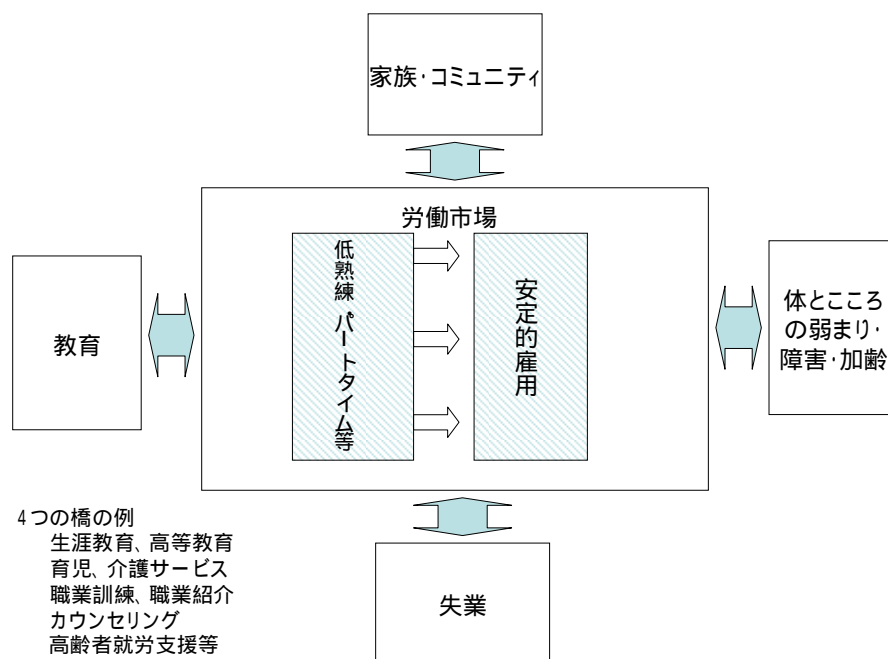 家族・コミュニティ
労働市場
低熟練、パートタイム等
安定的雇用
教育
体とこころ
の弱まり・
障害・加齢
失業
4つの橋の例
生涯教育、高等教育
育児、介護サービス
職業訓練、職業紹介
カウンセリング
高齢者就労支援等